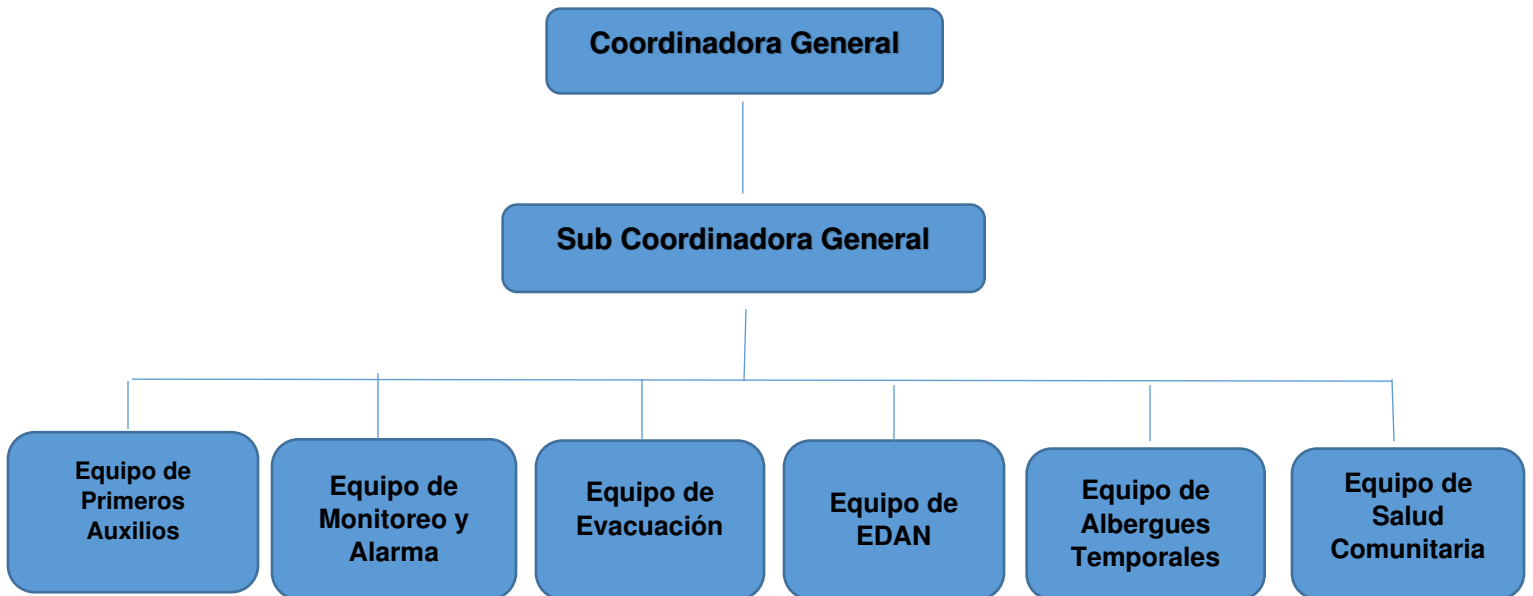 Coordinadora General
Sub Coordinadora General
Equipo de
Primeros
Auxilios
Equipo de
Monitoreo y
Alarma
Equipo de
Evacuación
Equipo de
EDAN
Equipo de
Albergues
Temporales
Equipo de
Salud
Comunitaria